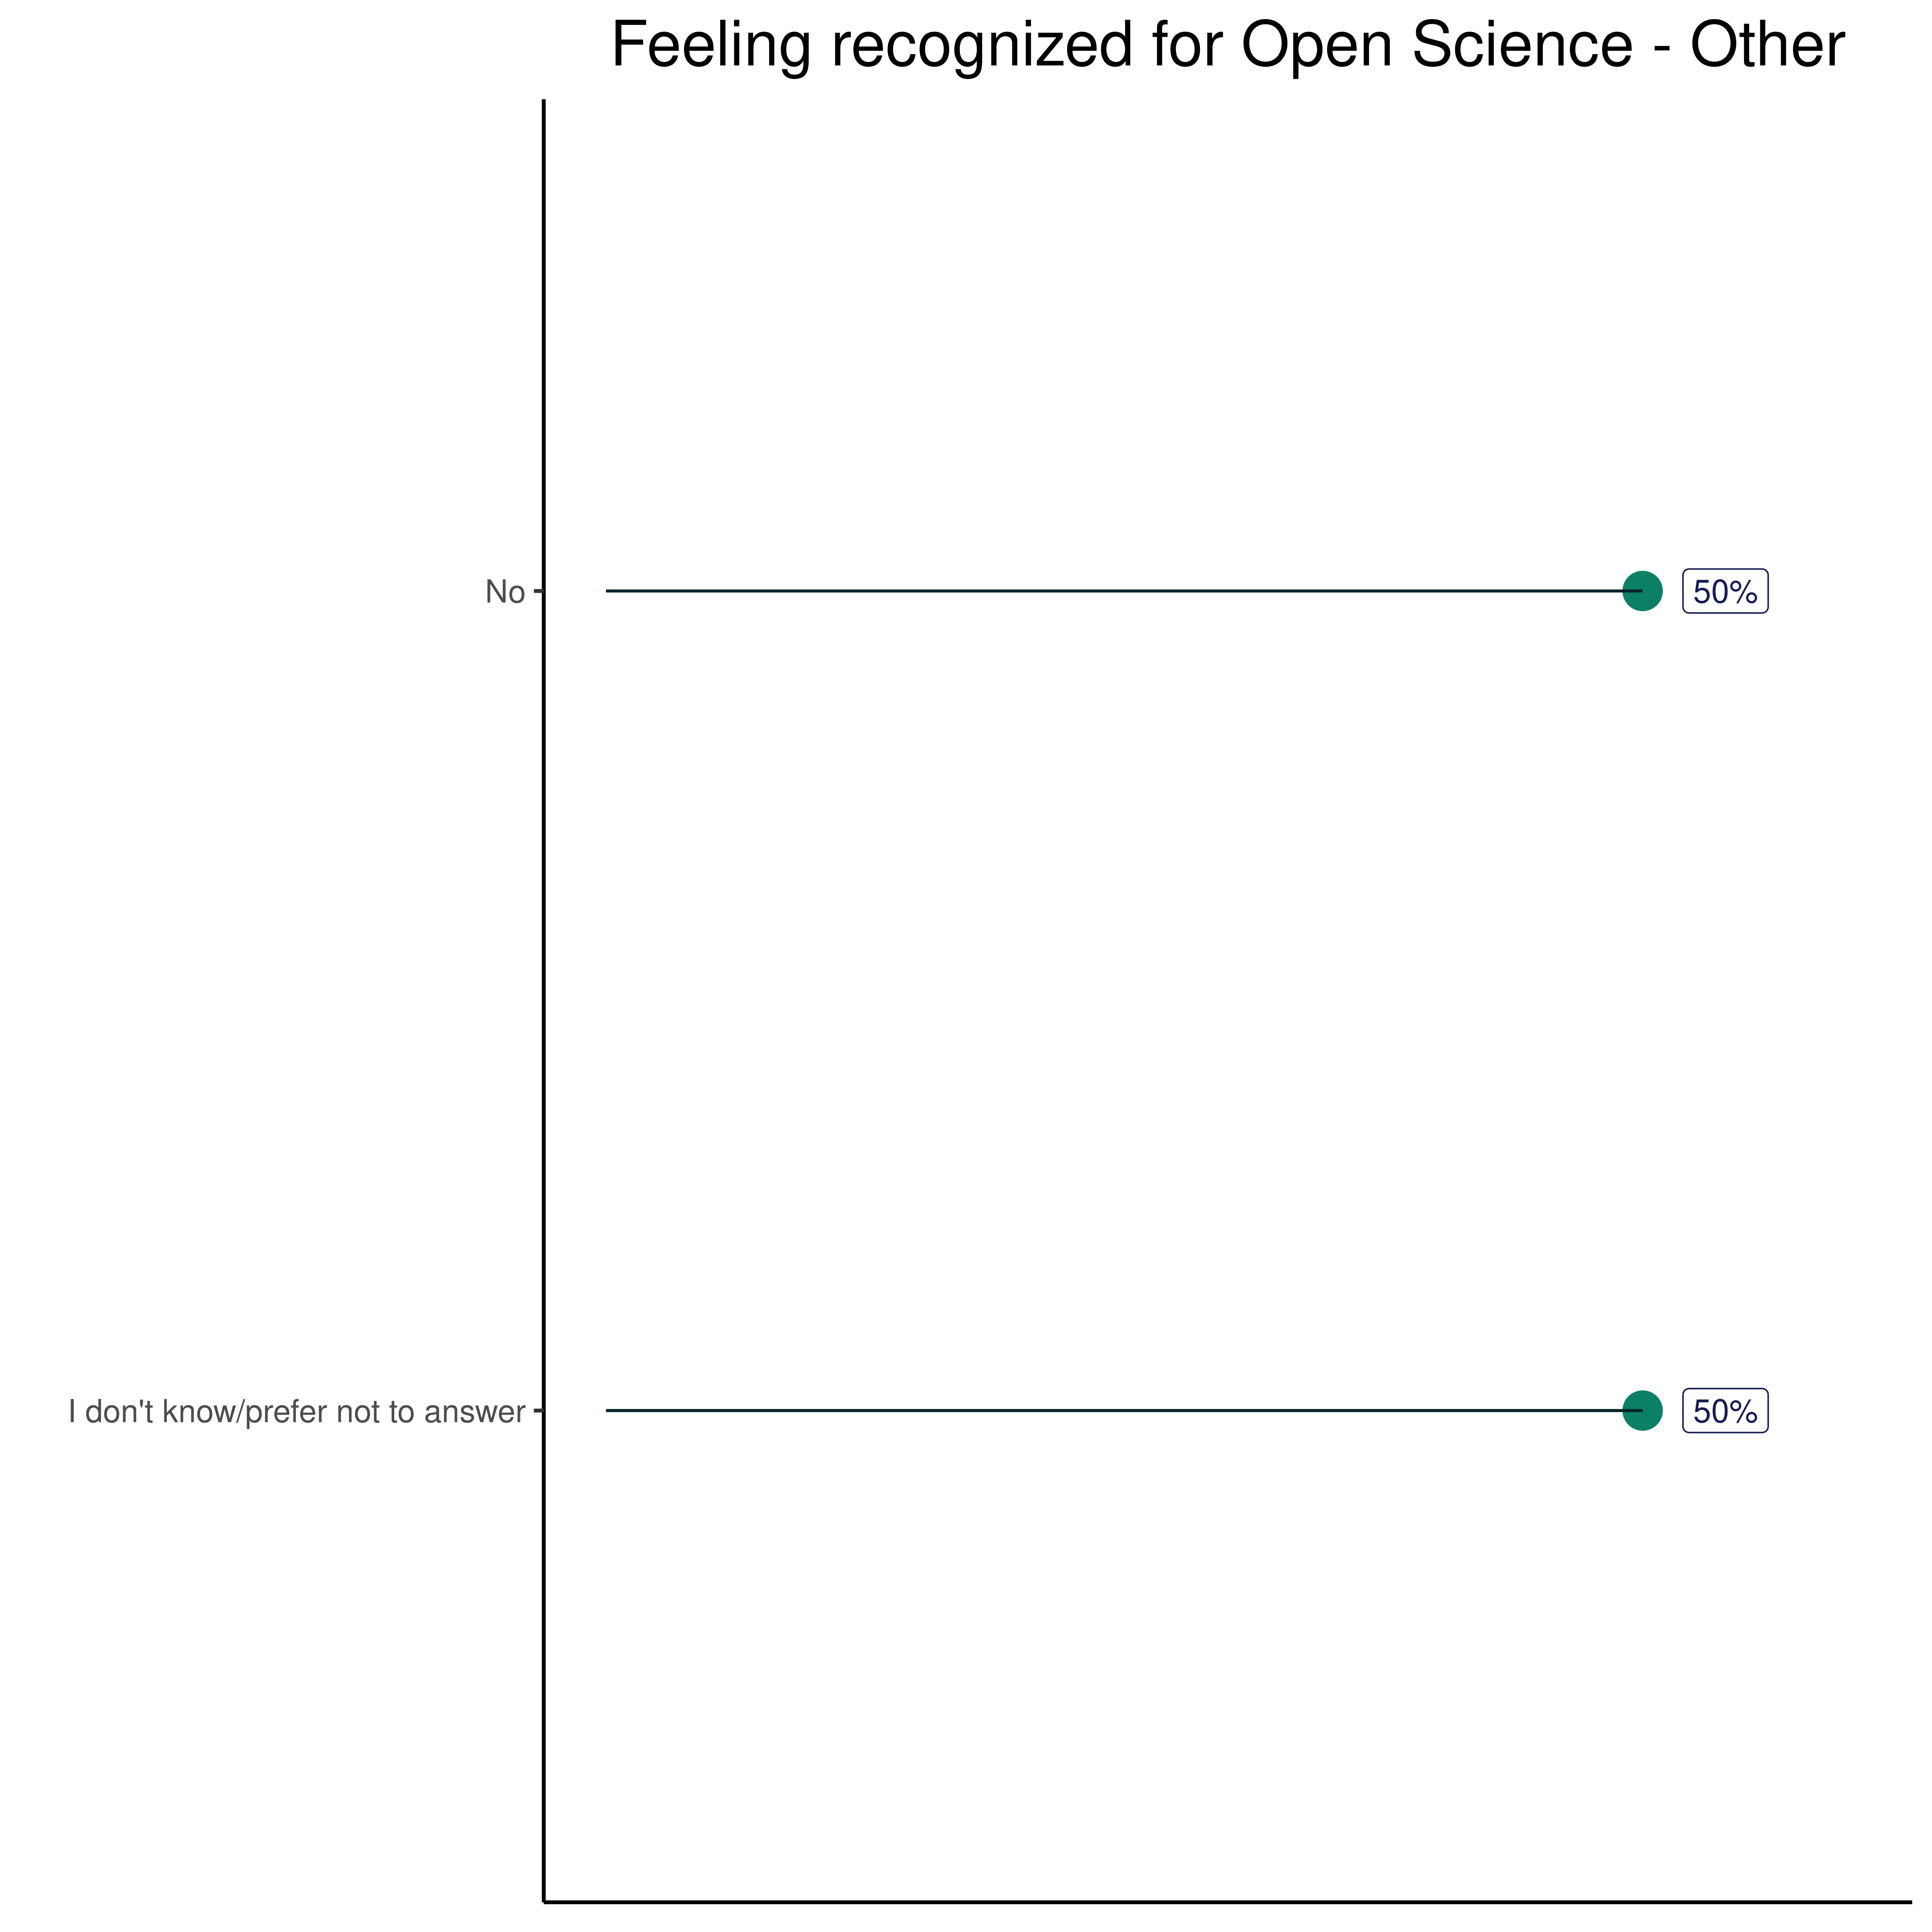 Feeling recognized for Open Science - Other
No
50%
I don't know/prefer not to answer
50%